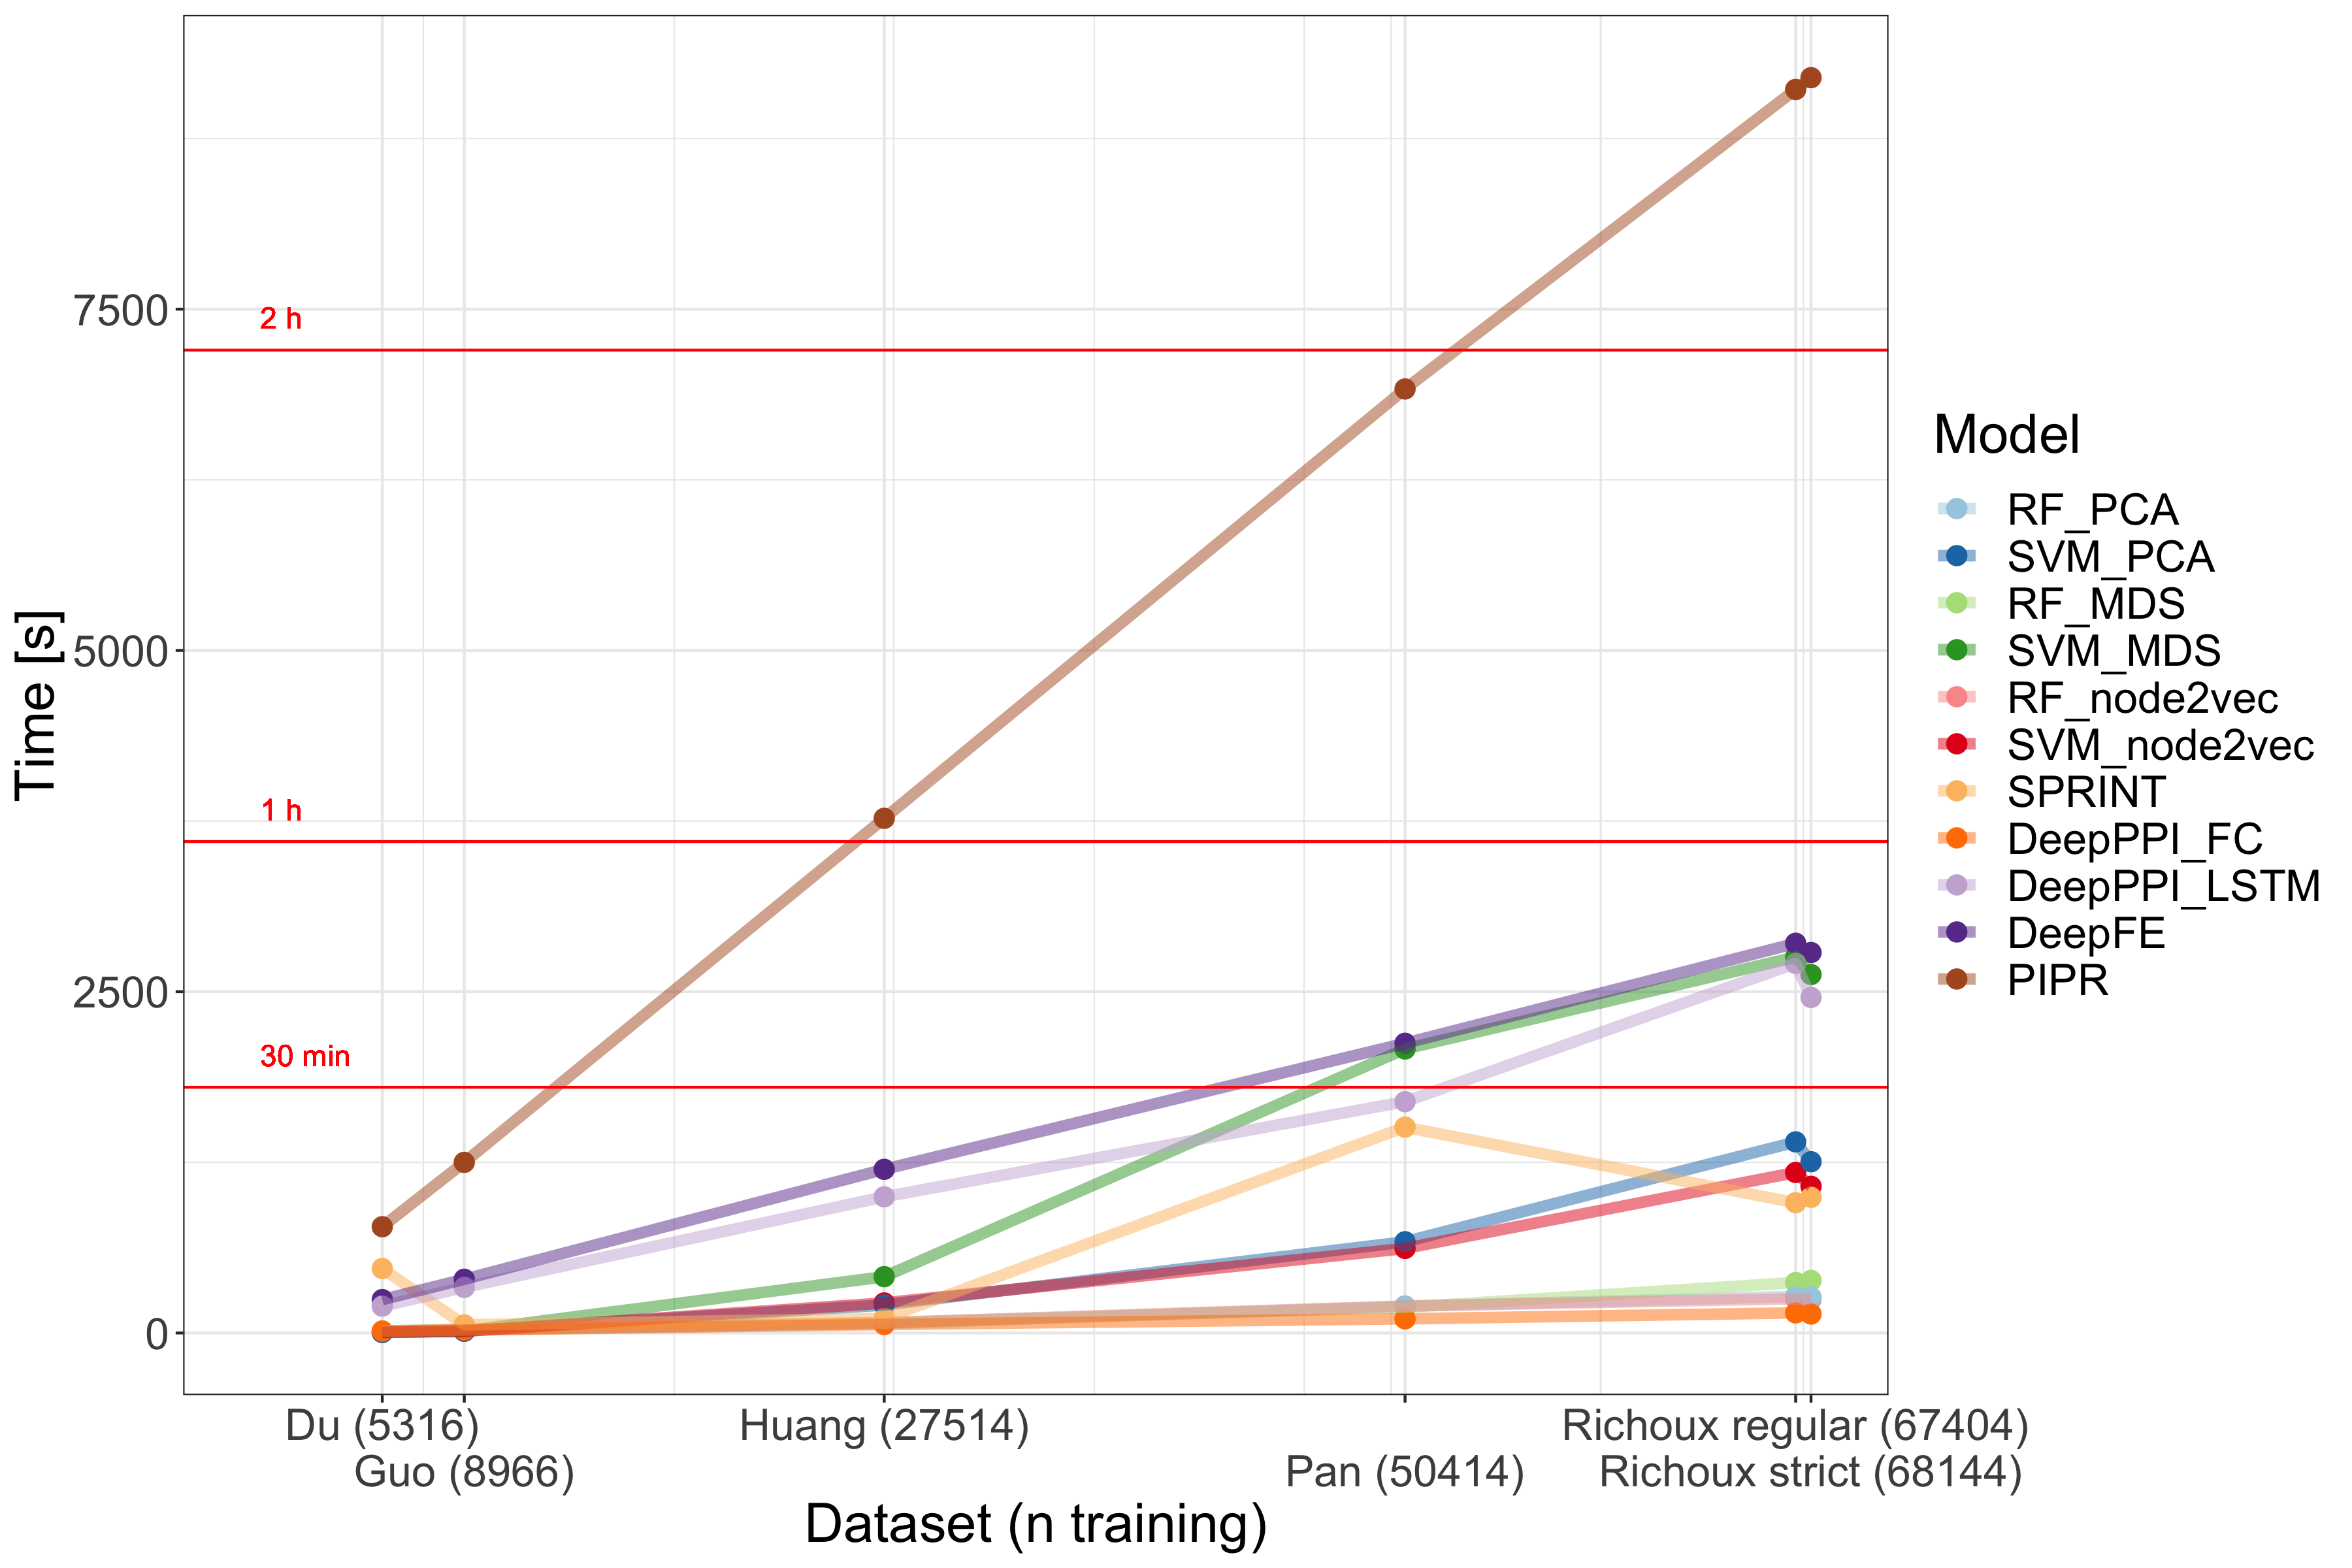 7500
5000
2500
0
Time [s]
2 h
1 h
30 min
Du (5316)
Guo (8966)
Huang (27514)
Pan (50414)
Richoux regular (67404)
Richoux strict (68144)
Dataset (n training)
Model
RF_PCA
SVM_PCA
RF_MDS
SVM_MDS
RF_node2vec
SVM_node2vec
SPRINT
DeepPPI_FC
DeepPPI_LSTM
DeepFE
PIPR